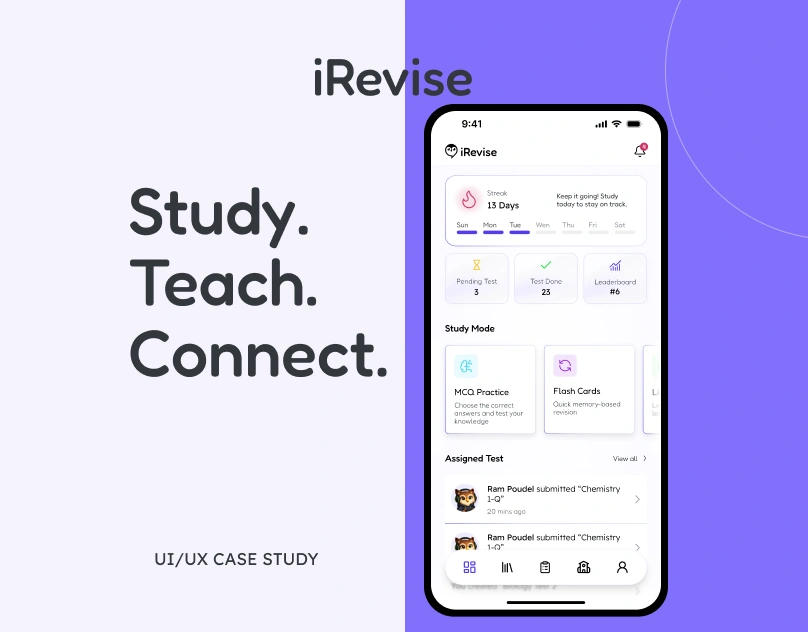 iRevise
Study.
Teach.
Connect.
UI/UX CASE STUDY
9:41
iRevise
Streak
13 Days
Keep it going! Study
today to stay on track.
Sun Mon Tue Wen Thu Fri Sat
Pending Test
3
Test Done
23
Leaderboard
#6
Study Mode
MCQ Practice
Choose the correct
answers and test your
knowledge
Flash Cards
Quick memory-based
revision
Assigned Test
View all
Ram Poudel submitted "Chemistry
1-Q"
20 mins ago
Ram Poudel submitted "Chemistry
1-Q"